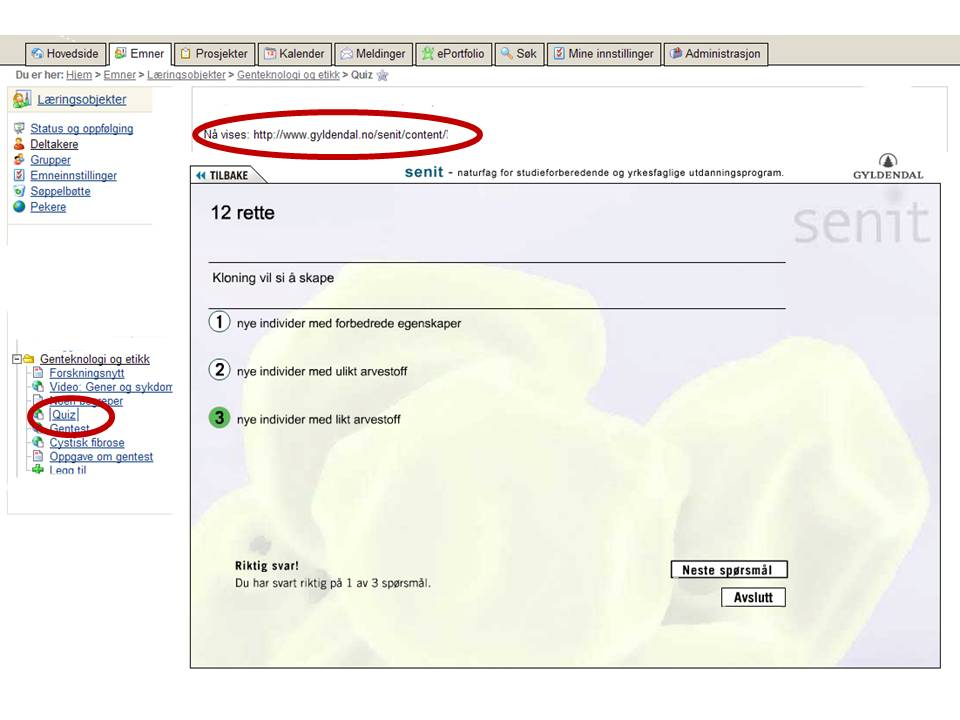 Hovedside Emner Prosjekter Kalender Meldinger ePortfolio Søk Mine innstillinger Administrasjon
Du er her: Hjem > Emner > Læringsobjekter > Genteknologi og etikk > Quiz
Læringsobjekter
Status og oppfølging
Deltakere
Grupper
Emneinnstillinger
Søppelbøtte
Pekere
Genteknologi og etikk
Forskningsnytt
Video: Gener og sykdom
Noen begreper
Quiz
Gentest
Cystisk fibrose
Oppgave om gentest
Legg til
Nå vises: http://www.gyldendal.no/senit/content/
TILBAKE
senit - naturfag for studieforberedende og yrkesfaglige utdanningsprogram.
GYLDENDAL
senit
12 rette
Kloning vil si å skape
1 nye individer med forbedrede egenskaper
2 nye individer med ulikt arvestoff
3 nye individer med likt arvestoff
Riktig svar!
Du har svart riktig på 1 av 3 spørsmål.
Neste spørsmål
Avslutt